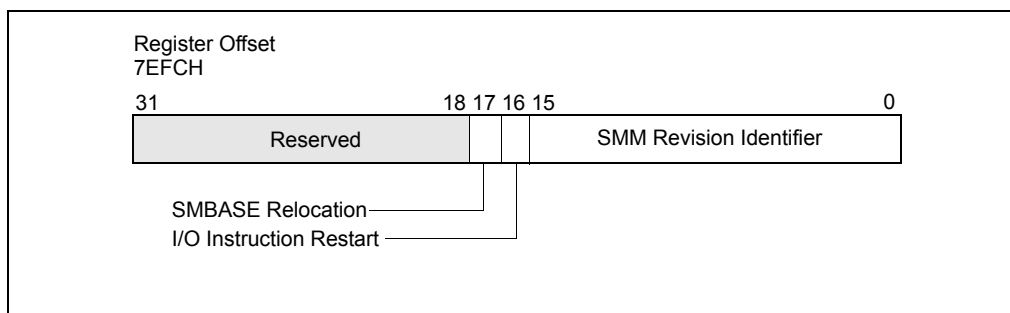 Register Offset
7EFCH
31 18 17 16 15 0
Reserved SMM Revision Identifier
SMBASE Relocation
I/O Instruction Restart